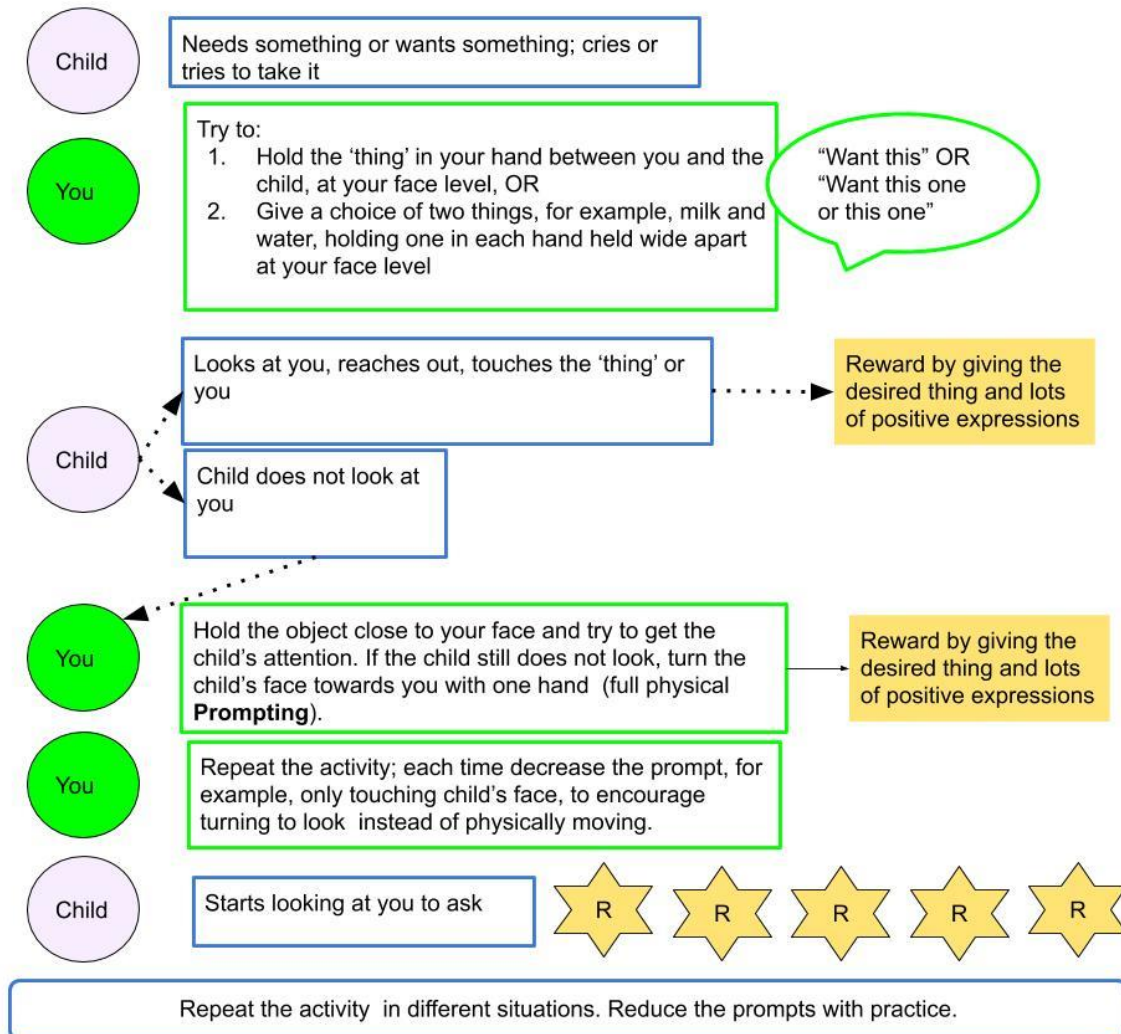 Child
Needs something or wants something; cries or
tries to take it
You
Try to:
1. Hold the ‘thing’ in your hand between you and the
child, at your face level, OR
2. Give a choice of two things, for example, milk and
water, holding one in each hand held wide apart
at your face level
“Want this” OR
“Want this one
or this one”
Child
Looks at you, reaches out, touches the ‘thing’ or
you
Reward by giving the
desired thing and lots
of positive expressions
Child does not look at
you
You
Hold the object close to your face and try to get the
child’s attention. If the child still does not look, turn the
child’s face towards you with one hand (full physical
Prompting).
Reward by giving the
desired thing and lots
of positive expressions
You
Repeat the activity; each time decrease the prompt, for
example, only touching child’s face, to encourage
turning to look instead of physically moving.
Child
Starts looking at you to ask
R R R R R
Repeat the activity in different situations. Reduce the prompts with practice.